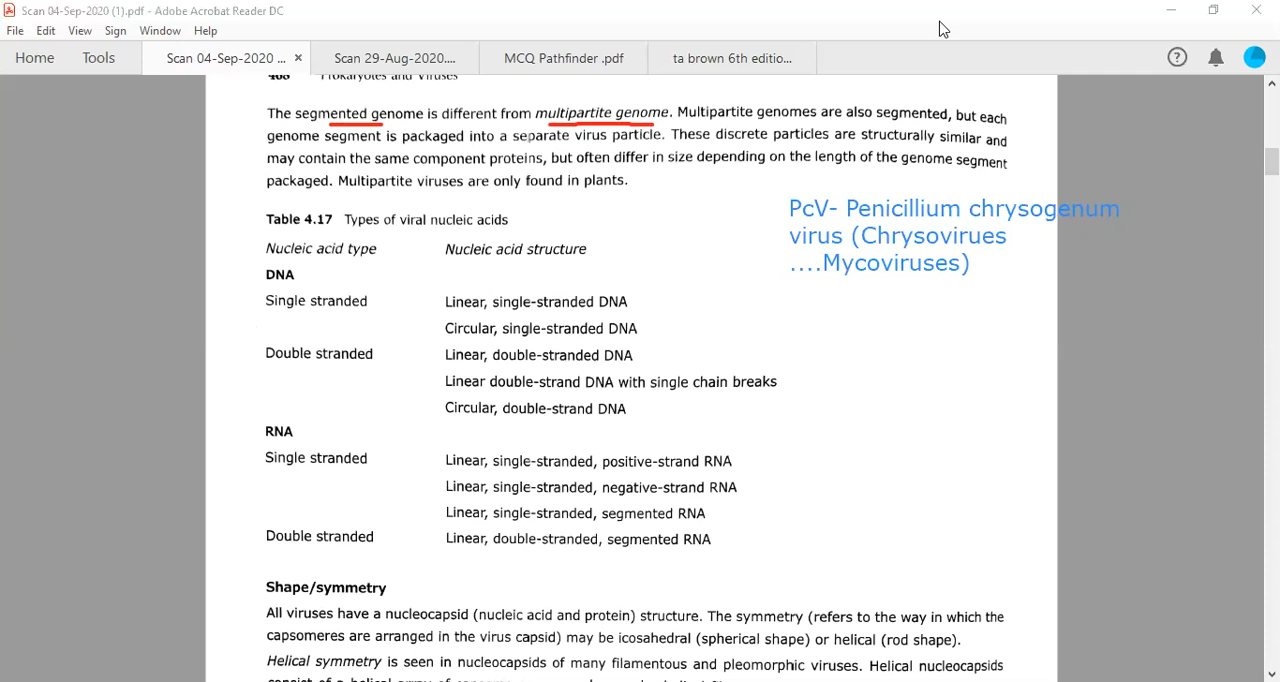 Scan 04-Sep-2020 (1).pdf - Adobe Acrobat Reader DC
File Edit View Sign Window Help
Home Tools Scan 04-Sep-2020 ... × Scan 29-Aug-2020.... MCQ Pathfinder .pdf ta brown 6th editio...
468 Prokaryotes and Viruses
The segmented genome is different from multipartite genome. Multipartite genomes are also segmented, but each
genome segment is packaged into a separate virus particle. These discrete particles are structurally similar and
may contain the same component proteins, but often differ in size depending on the length of the genome segment
packaged. Multipartite viruses are only found in plants.
PcV- Penicillium chrysogenum
virus (Chrysovirues
....Mycoviruses)
Table 4.17 Types of viral nucleic acids
Nucleic acid type Nucleic acid structure
DNA
Single stranded Linear, single-stranded DNA
Circular, single-stranded DNA
Double stranded Linear, double-stranded DNA
Linear double-strand DNA with single chain breaks
Circular, double-strand DNA
RNA
Single stranded Linear, single-stranded, positive-strand RNA
Linear, single-stranded, negative-strand RNA
Linear, single-stranded, segmented RNA
Double stranded Linear, double-stranded, segmented RNA
Shape/symmetry
All viruses have a nucleocapsid (nucleic acid and protein) structure. The symmetry (refers to the way in which the
capsomeres are arranged in the virus capsid) may be icosahedral (spherical shape) or helical (rod shape).
Helical symmetry is seen in nucleocapsids of many filamentous and pleomorphic viruses. Helical nucleocapsids